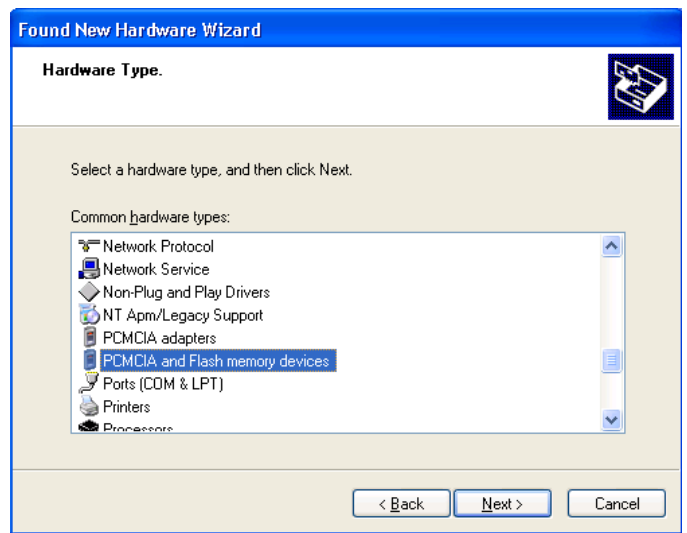 Found New Hardware Wizard
Hardware Type.
Select a hardware type, and then click Next.
Common hardware types:
Network Protocol
Network Service
Non-Plug and Play Drivers
NT Apm/Legacy Support
PCMCIA adapters
PCMCIA and Flash memory devices
Ports (COM & LPT)
Printers
Processors
< Back
Next >
Cancel